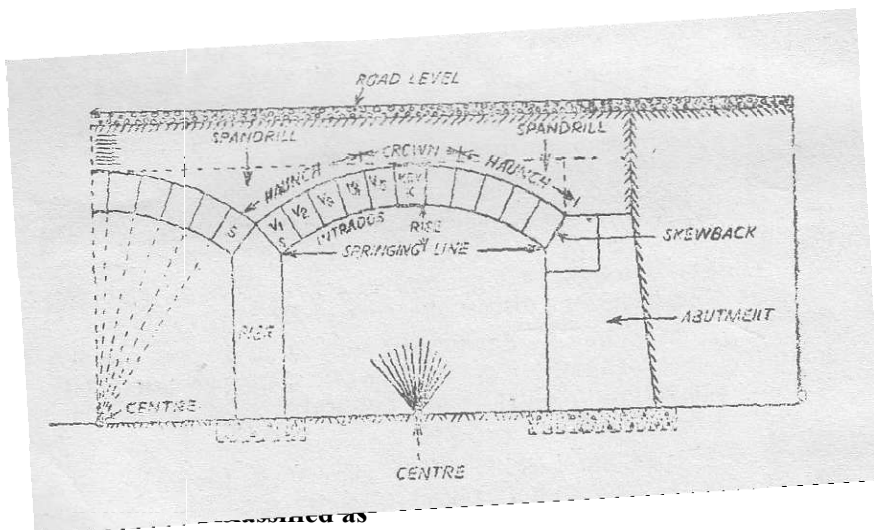 ROAD LEVEL
SPANDRILL
SPANDRILL
CROWN
HAUNCH
HAUNCH
V1 V2 V3 V4 V5 KEY K
S
S
INTRADOS
RISE
SPRINGING LINE
SKEWBACK
PIER
ABUTMENT
CENTRE
CENTRE
as